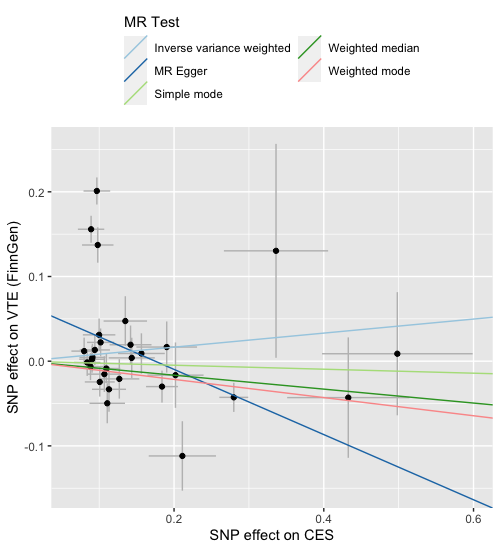 MR Test
Inverse variance weighted
Weighted median
MR Egger
Weighted mode
Simple mode
SNP effect on VTE (FinnGen)
0.2
0.1
0.0
-0.1
0.2
0.4
0.6
SNP effect on CES